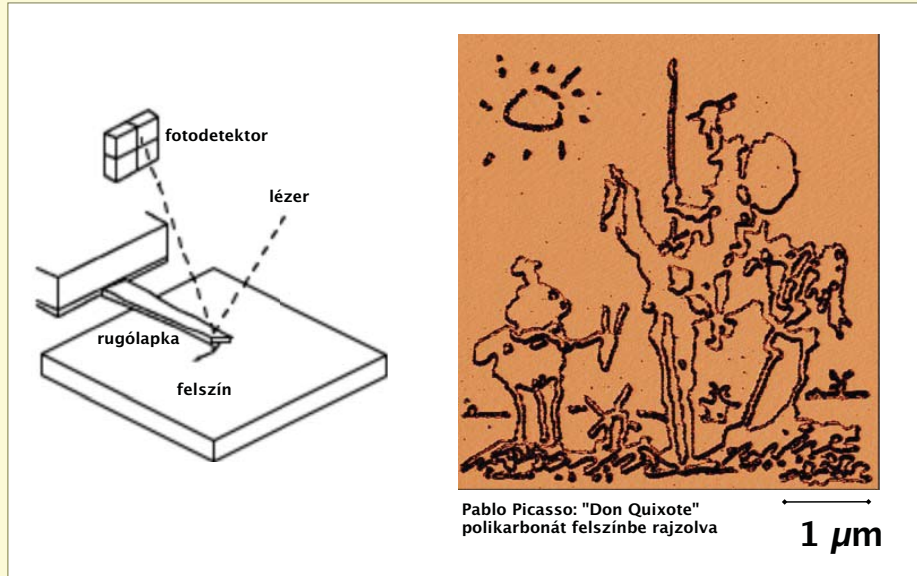 fotodetektor
lézer
rugólapka
felszín
Pablo Picasso: "Don Quixote"
polikarbonát felszínbe rajzolva
1 µm